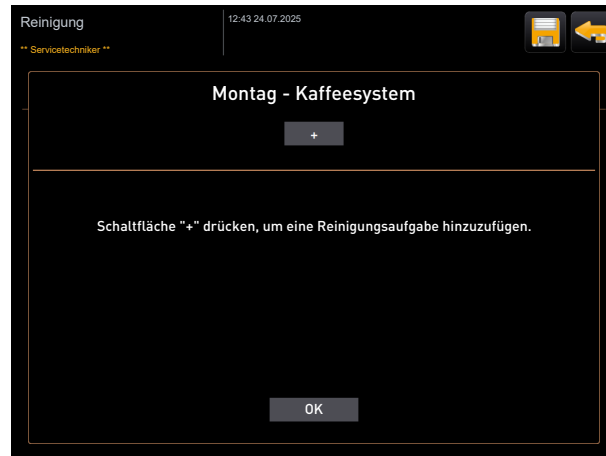 Reinigung
12:43 24.07.2025
** Servicetechniker **
Montag - Kaffeesystem
+
Schaltfläche "+" drücken, um eine Reinigungsaufgabe hinzuzufügen.
OK